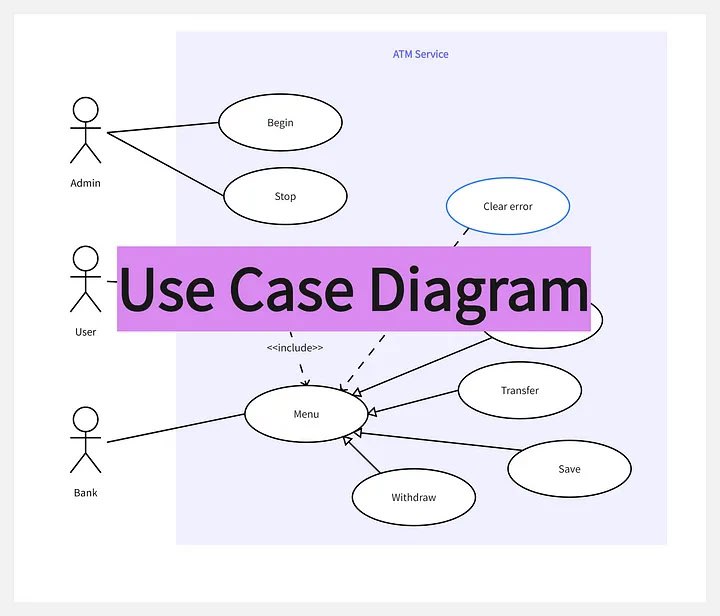 ATM Service
Begin
Admin
Stop
Clear error
Use Case Diagram
User
<<include>>
Transfer
Menu
Save
Bank
Withdraw